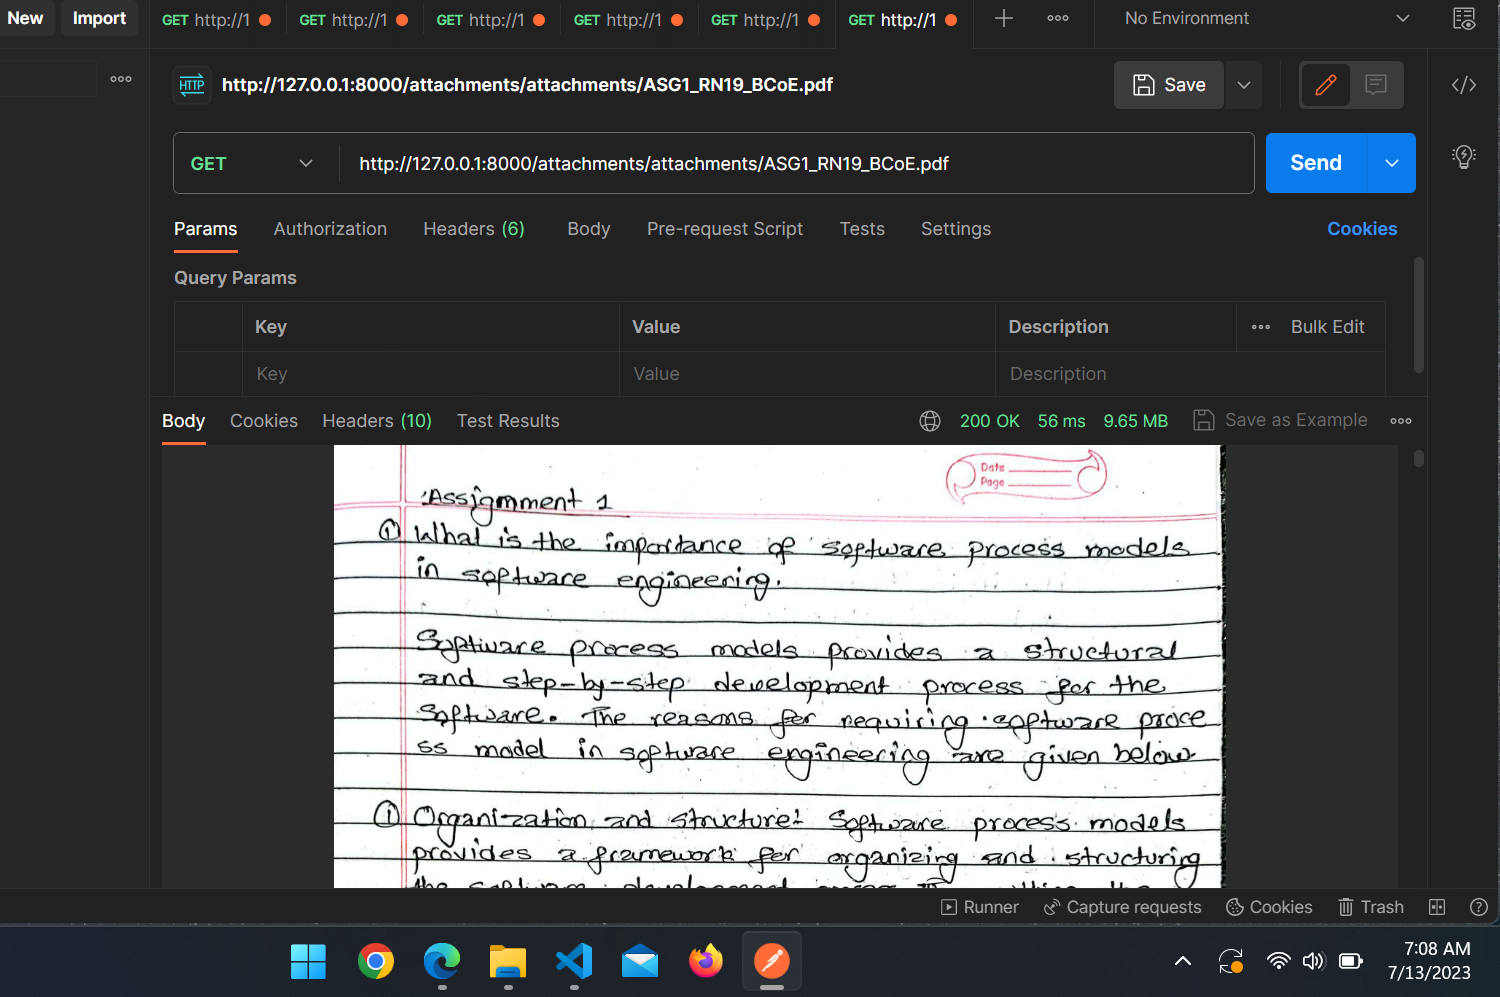 New Import GET http://1 GET http://1 GET http://1 GET http://1 GET http://1 GET http://1 No Environment
HTTP http://127.0.0.1:8000/attachments/attachments/ASG1_RN19_BCoE.pdf Save
GET http://127.0.0.1:8000/attachments/attachments/ASG1_RN19_BCoE.pdf Send
Params Authorization Headers (6) Body Pre-request Script Tests Settings Cookies
Query Params
Key Value Description Bulk Edit
Key Value Description
Body Cookies Headers (10) Test Results 200 OK 56 ms 9.65 MB Save as Example
Date
Page
Assignment 1
① What is the importance of software process models
in software engineering.
Software process models provides a structural
and step-by-step development process for the
software. The reasons for requiring software proce
ss model in software engineering are given below
① Organization and structure: Software process models
provides a framework for organizing and structuring
the software development
Runner Capture requests Cookies Trash
7:08 AM
7/13/2023